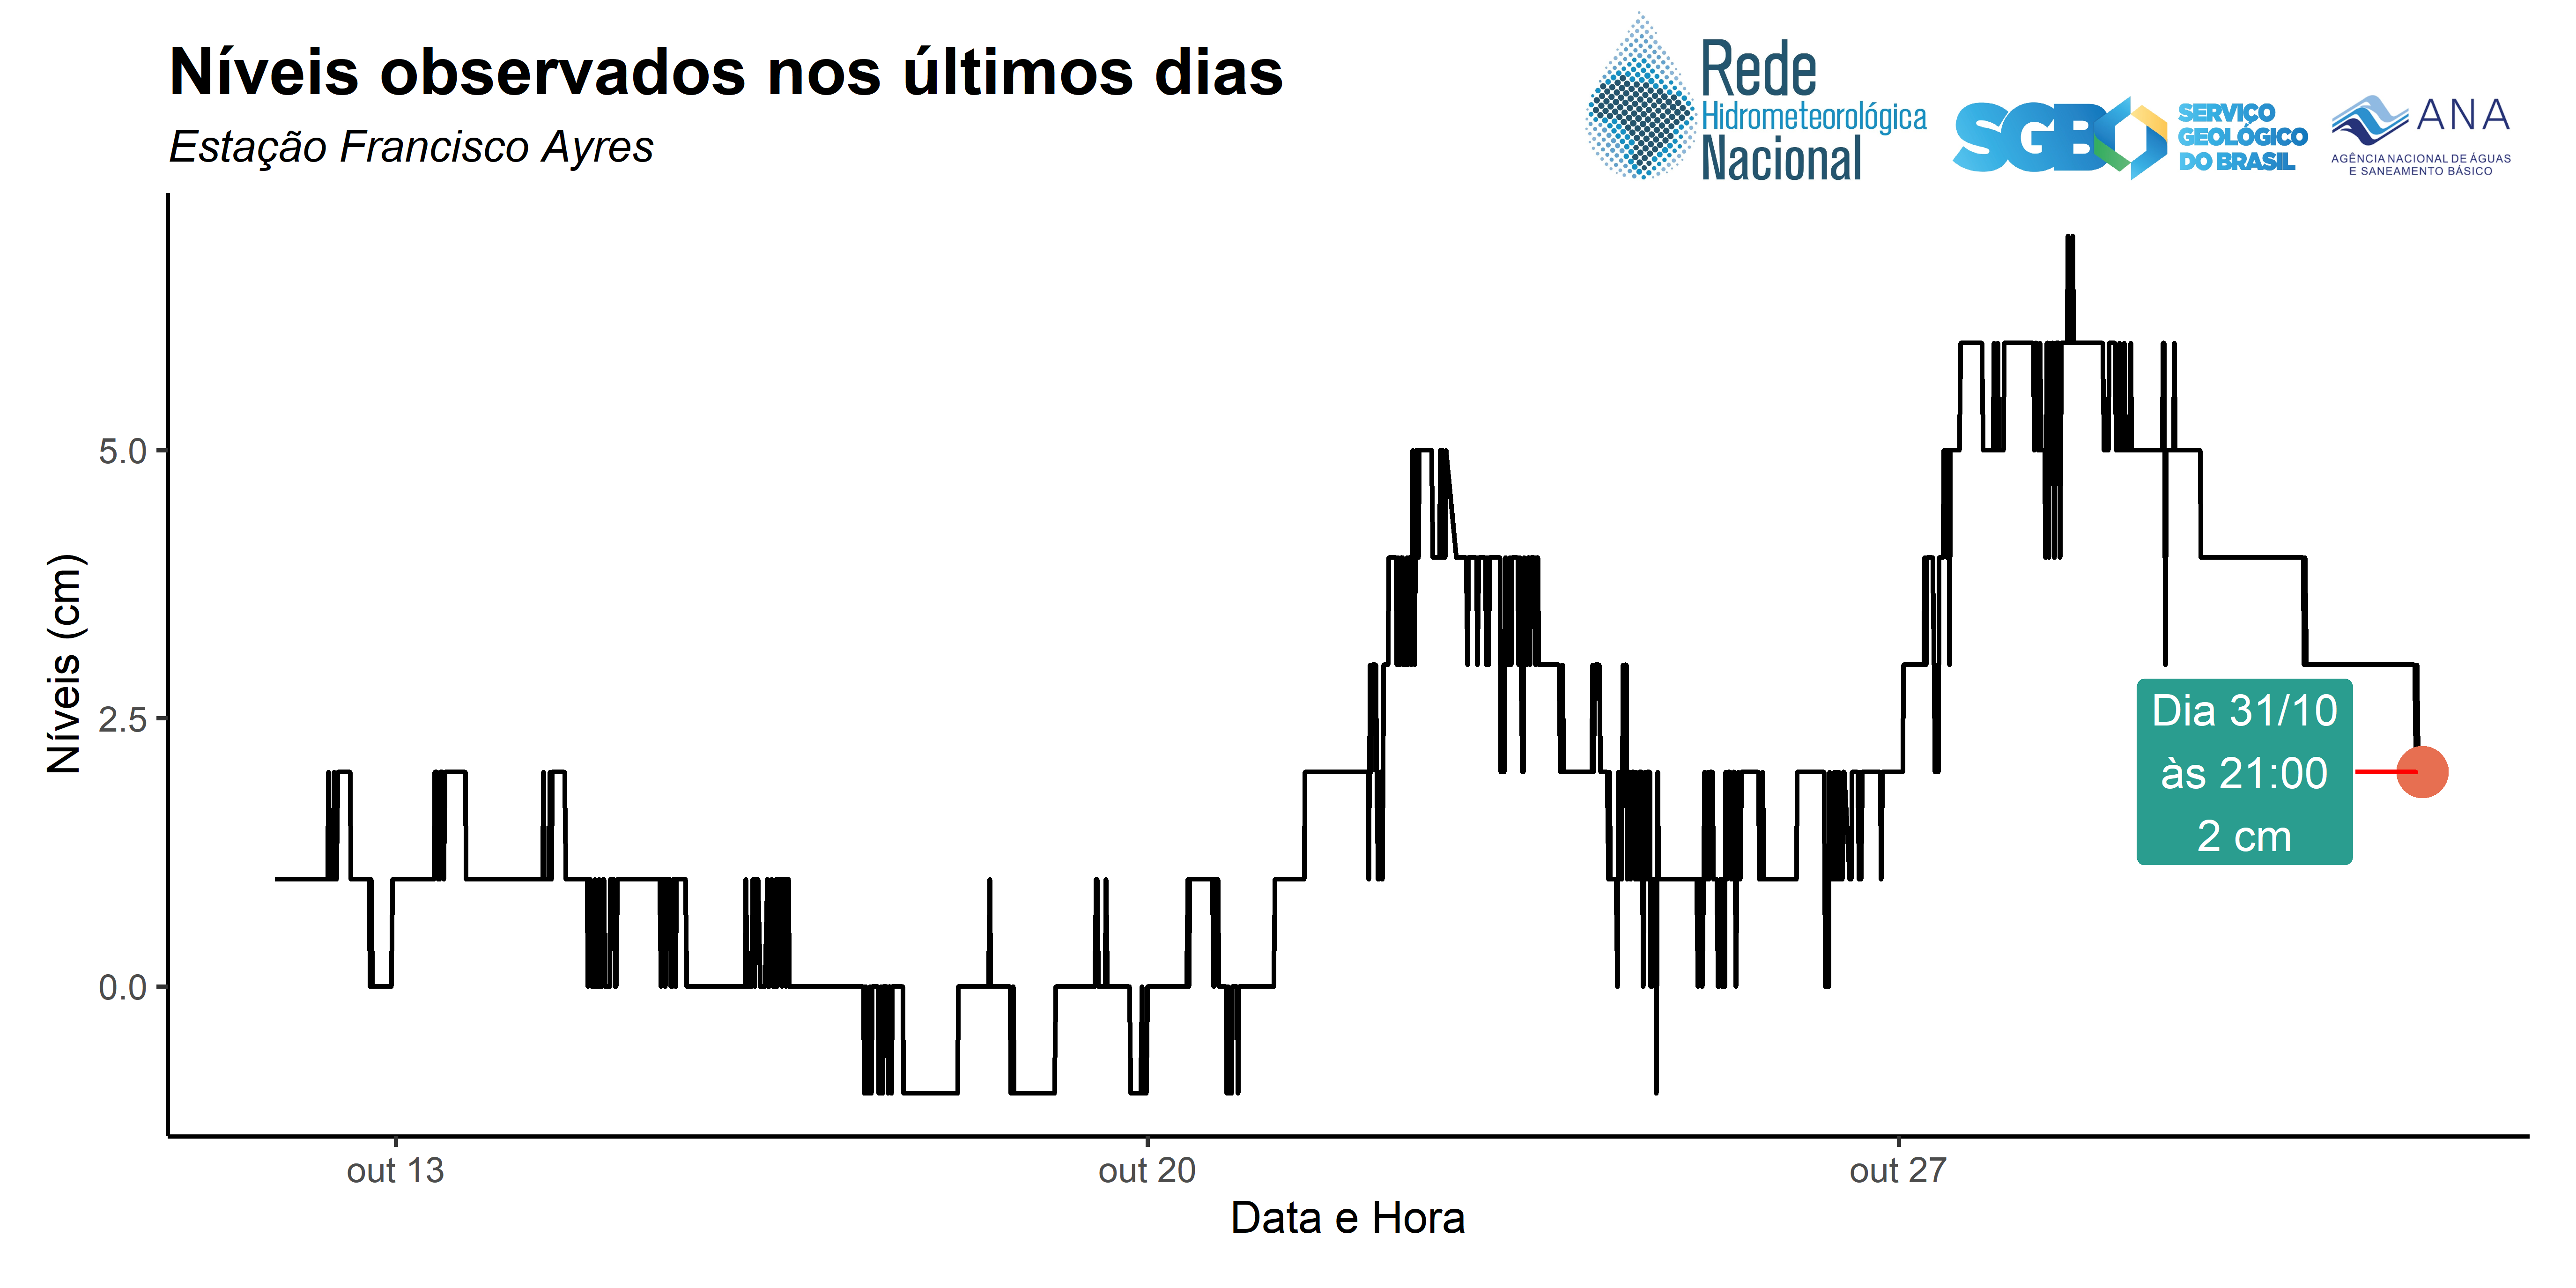 Níveis observados nos últimos dias
Estação Francisco Ayres
Rede
Hidrometeorológica
Nacional
SGB
SERVIÇO
GEOLÓGICO
DO BRASIL
ANA
AGÊNCIA NACIONAL DE ÁGUAS
E SANEAMENTO BÁSICO
Níveis (cm)
5.0
2.5
0.0
Dia 31/10
às 21:00
2 cm
out 13
out 20
out 27
Data e Hora